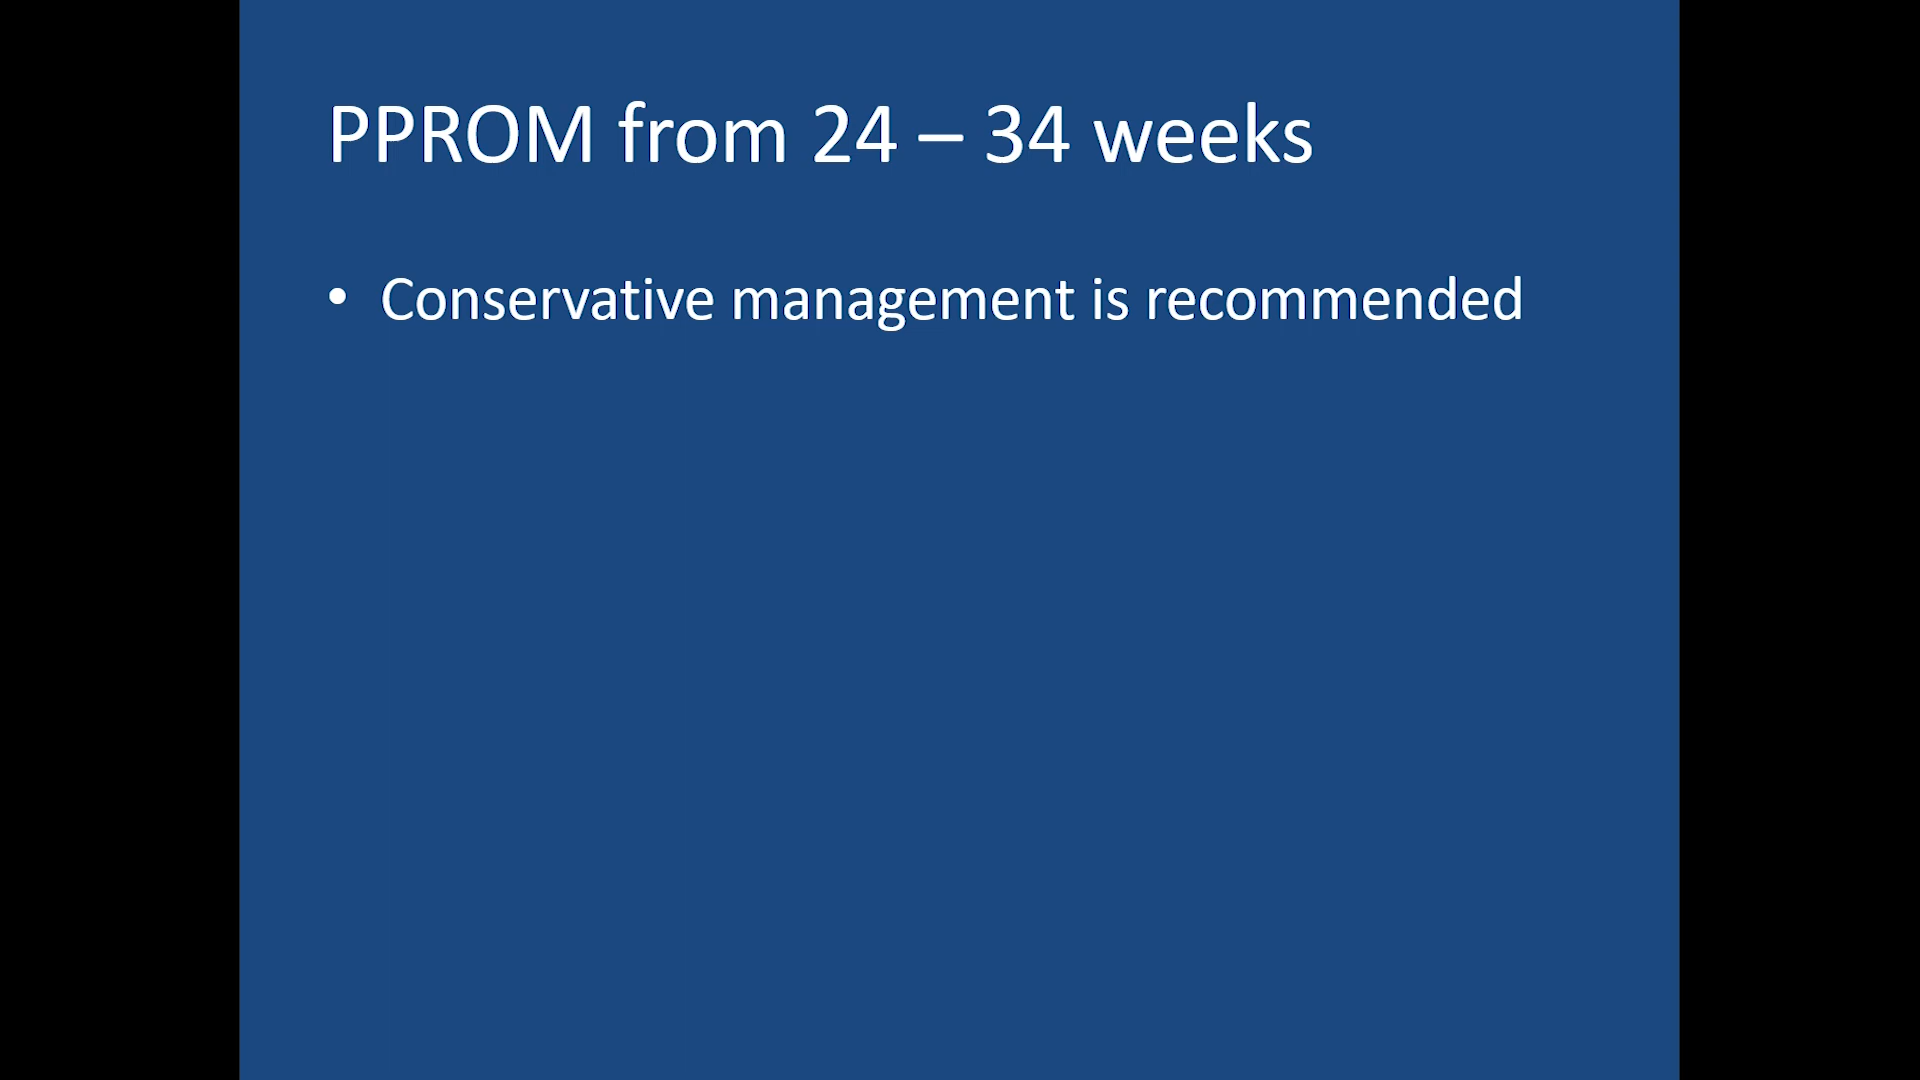 PPROM from 24 – 34 weeks
• Conservative management is recommended